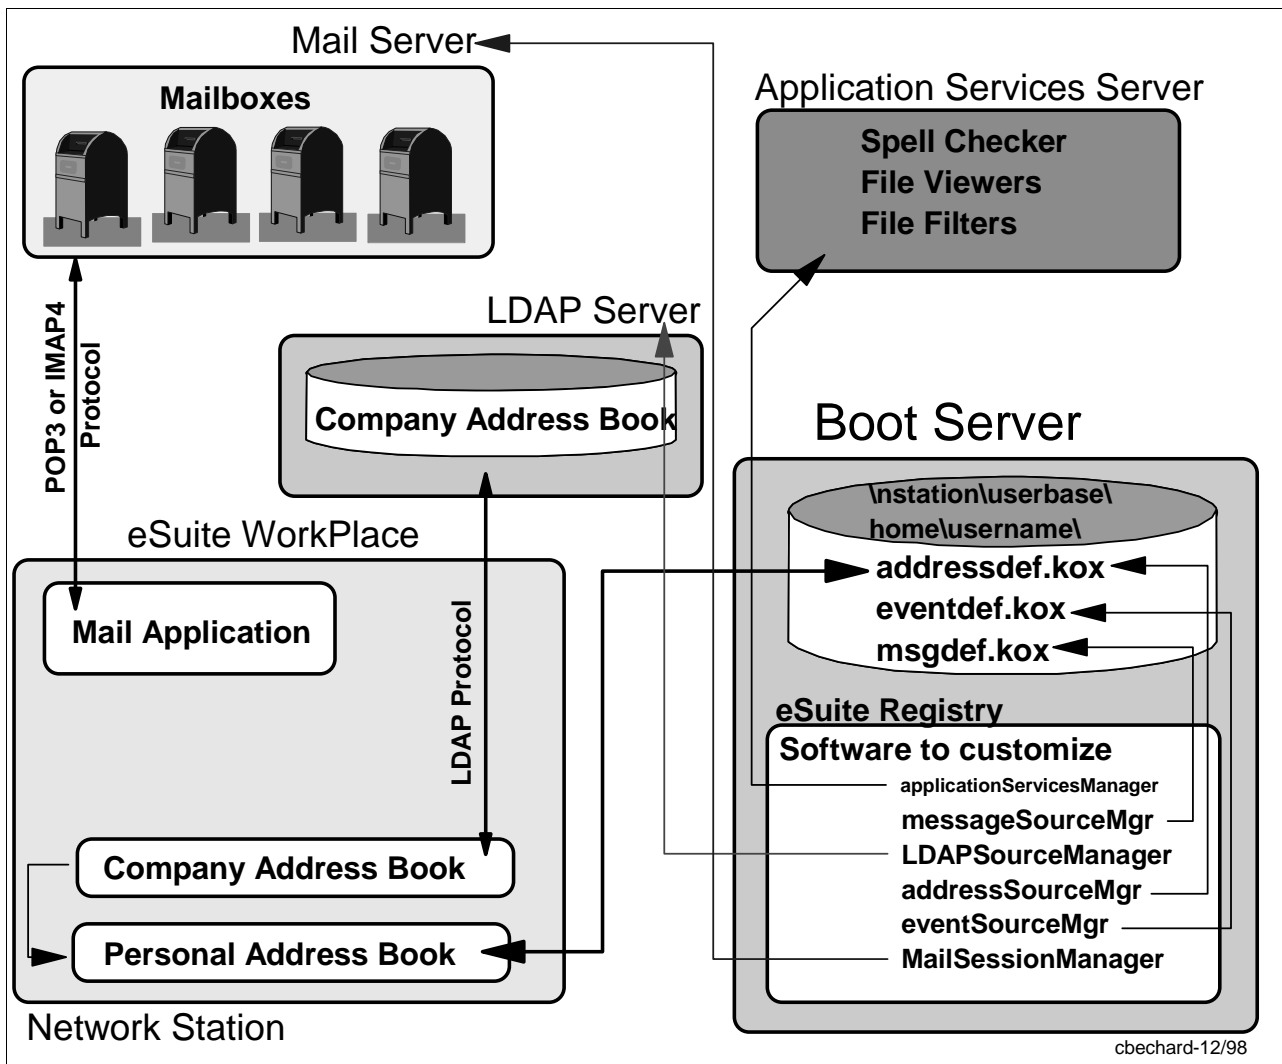 Mail Server
Mailboxes
Application Services Server
Spell Checker
File Viewers
File Filters
POP3 or IMAP4
Protocol
LDAP Server
Company Address Book
Boot Server
\nstation\userbase\
home\username\
addressdef.kox
eventdef.kox
msgdef.kox
eSuite WorkPlace
Mail Application
LDAP Protocol
eSuite Registry
Software to customize
applicationServicesManager
messageSourceMgr
LDAPSourceManager
addressSourceMgr
eventSourceMgr
MailSessionManager
Company Address Book
Personal Address Book
Network Station
cbechard-12/98